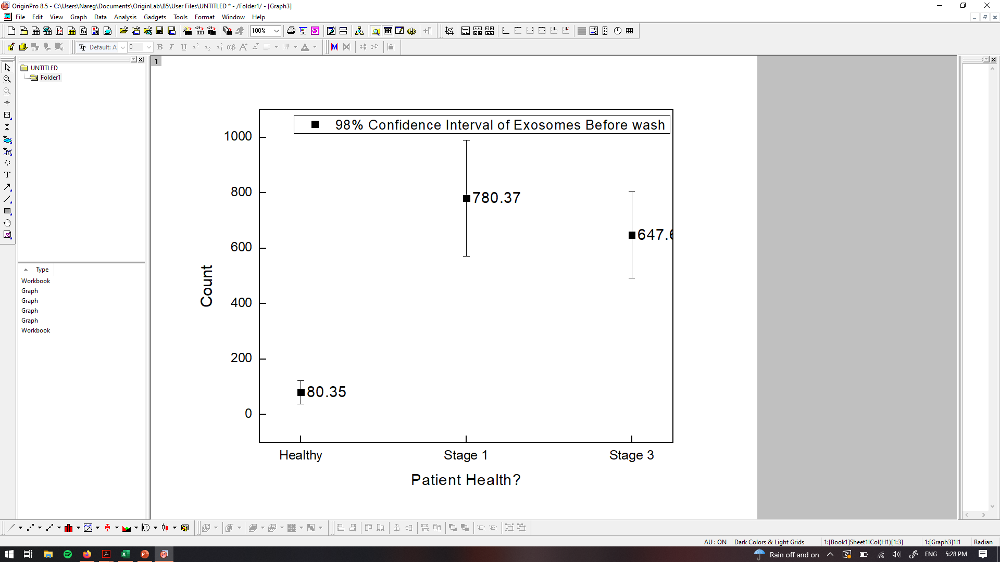 OriginPro 8.5 - C:\Users\Nareg\Documents\OriginLab\85\User Files\UNTITLED * - /Folder1/ - [Graph3]
File Edit View Graph Data Analysis Gadgets Tools Format Window Help
100%
Default: A 0 B I U
UNTITLED
Folder1
1
98% Confidence Interval of Exosomes Before wash
1000
800
600
400
200
0
Count
780.37
647.6
80.35
Healthy Stage 1 Stage 3
Patient Health?
Type
Workbook
Graph
Graph
Graph
Graph
Workbook
AU : ON Dark Colors & Light Grids 1:[Book1]Sheet1!Col(H1)[1:3] 1:[Graph3]1!1 Radian
Rain off and on ENG 5:28 PM